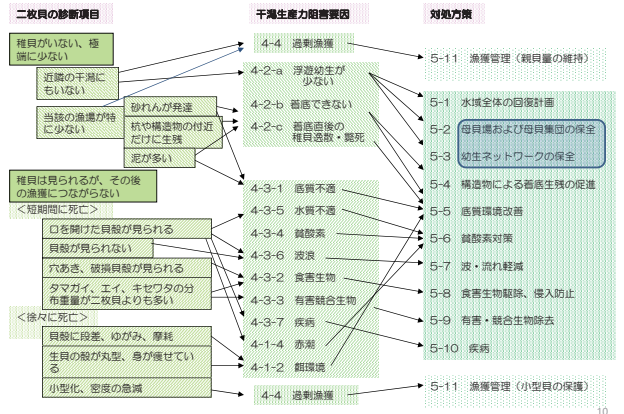 二枚貝の診断項目
稚貝がいない、極
端に少ない
近隣の干潟に
もいない
当該の漁場が特
に少ない
砂れんが発達
杭や構造物の付近
だけに生残
泥が多い
稚貝は見られるが、その後
の漁獲につながらない
＜短期間に死亡＞
口を開けた貝殻が見られる
貝殻が見られない
穴あき、破損貝殻が見られる
タマガイ、エイ、キセワタの分
布重量が二枚貝よりも多い
＜徐々に死亡＞
貝殻に段差、ゆがみ、摩耗
生貝の殻が丸型、身が痩せてい
る
小型化、密度の急減
干潟生産力阻害要因
4-4 過剰漁獲
4-2-a 浮遊幼生が
少ない
4-2-b 着底できない
4-2-c 着底直後の
稚貝逸散・斃死
4-3-1 底質不適
4-3-5 水質不適
4-3-4 貧酸素
4-3-6 波浪
4-3-2 食害生物
4-3-3 有害競合生物
4-3-7 疾病
4-1-4 赤潮
4-1-2 餌環境
4-4 過剰漁獲
対処方策
5-11 漁獲管理（親貝量の維持）
5-1 水域全体の回復計画
5-2 母貝場および母貝集団の保全
5-3 幼生ネットワークの保全
5-4 構造物による着底生残の促進
5-5 底質環境改善
5-6 貧酸素対策
5-7 波・流れ軽減
5-8 食害生物駆除、侵入防止
5-9 有害・競合生物除去
5-10 疾病
5-11 漁獲管理（小型貝の保護）
10